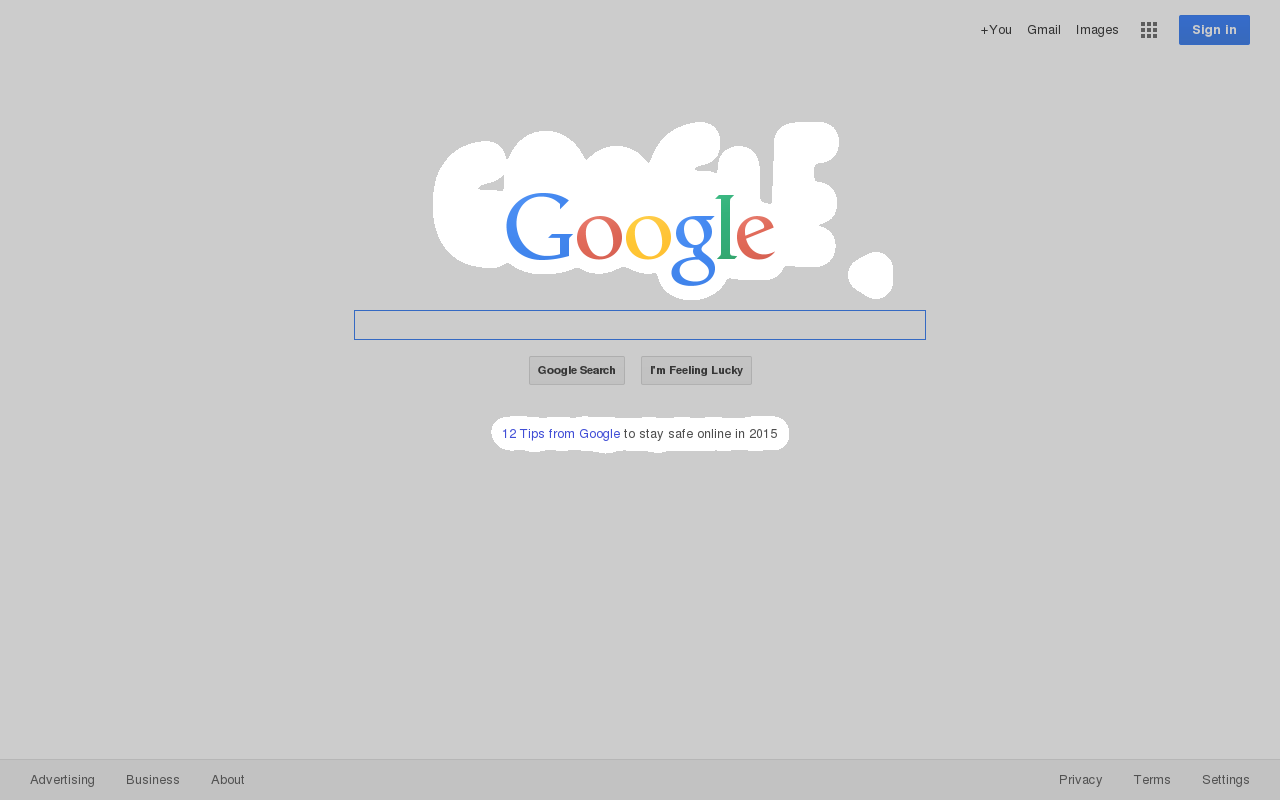 +You Gmail Images Sign in
Google
Google Search I'm Feeling Lucky
12 Tips from Google to stay safe online in 2015
Advertising Business About Privacy Terms Settings